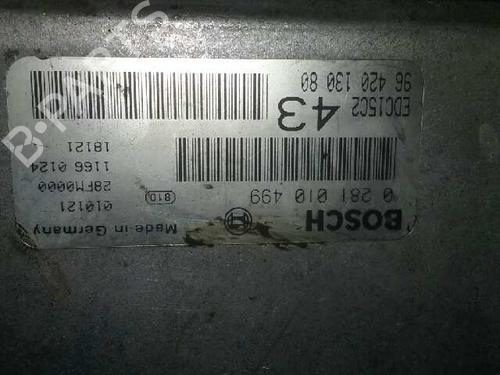 BOSCH
Made in Germany
0 281 010 499
810
010121
28FM0000
1166 0124
18121
43
EDC15C2
96 420 130 80
B-PARTS